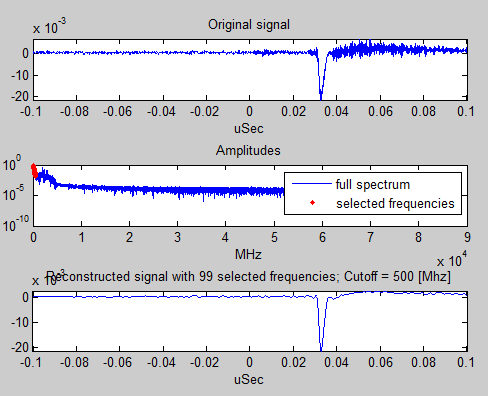 Original signal
x 10-3
0
-10
-20
-0.1 -0.08 -0.06 -0.04 -0.02 0 0.02 0.04 0.06 0.08 0.1
uSec
Amplitudes
100
10-5
10-10
full spectrum
selected frequencies
0 1 2 3 4 5 6 7 8 9
MHz
x 104
x 10-3
Reconstructed signal with 99 selected frequencies; Cutoff = 500 [Mhz]
0
-10
-20
-0.1 -0.08 -0.06 -0.04 -0.02 0 0.02 0.04 0.06 0.08 0.1
uSec